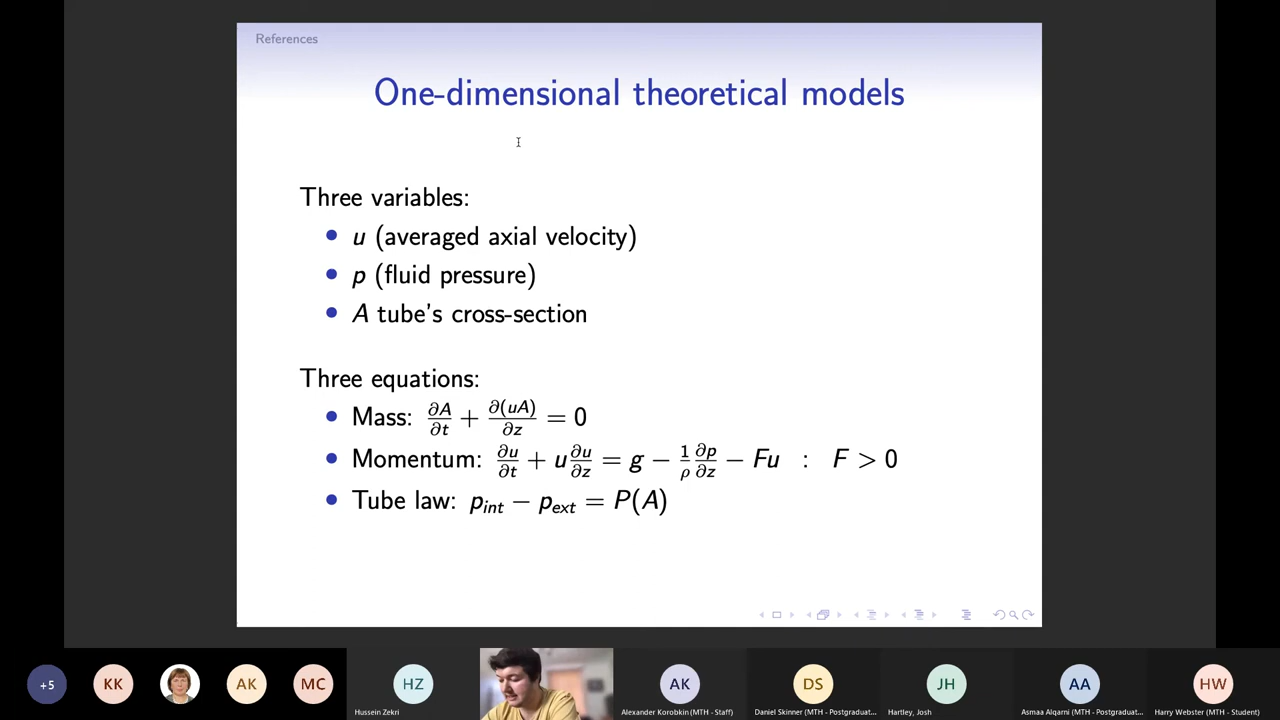 References
One-dimensional theoretical models
Three variables:
• u (averaged axial velocity)
• p (fluid pressure)
• A tube's cross-section
Three equations:
• Mass: ∂A/∂t + ∂(uA)/∂z = 0
• Momentum: ∂u/∂t + u ∂u/∂z = g − 1/ρ ∂p/∂z − Fu : F > 0
• Tube law: p_int − p_ext = P(A)
+5
KK
AK
MC
HZ
AK
DS
JH
AA
HW
Hussein Zekri
Alexander Korobkin (MTH - Staff)
Daniel Skinner (MTH - Postgraduat...
Hartley, Josh
Asmaa Alqarni (MTH - Postgraduat...
Harry Webster (MTH - Student)